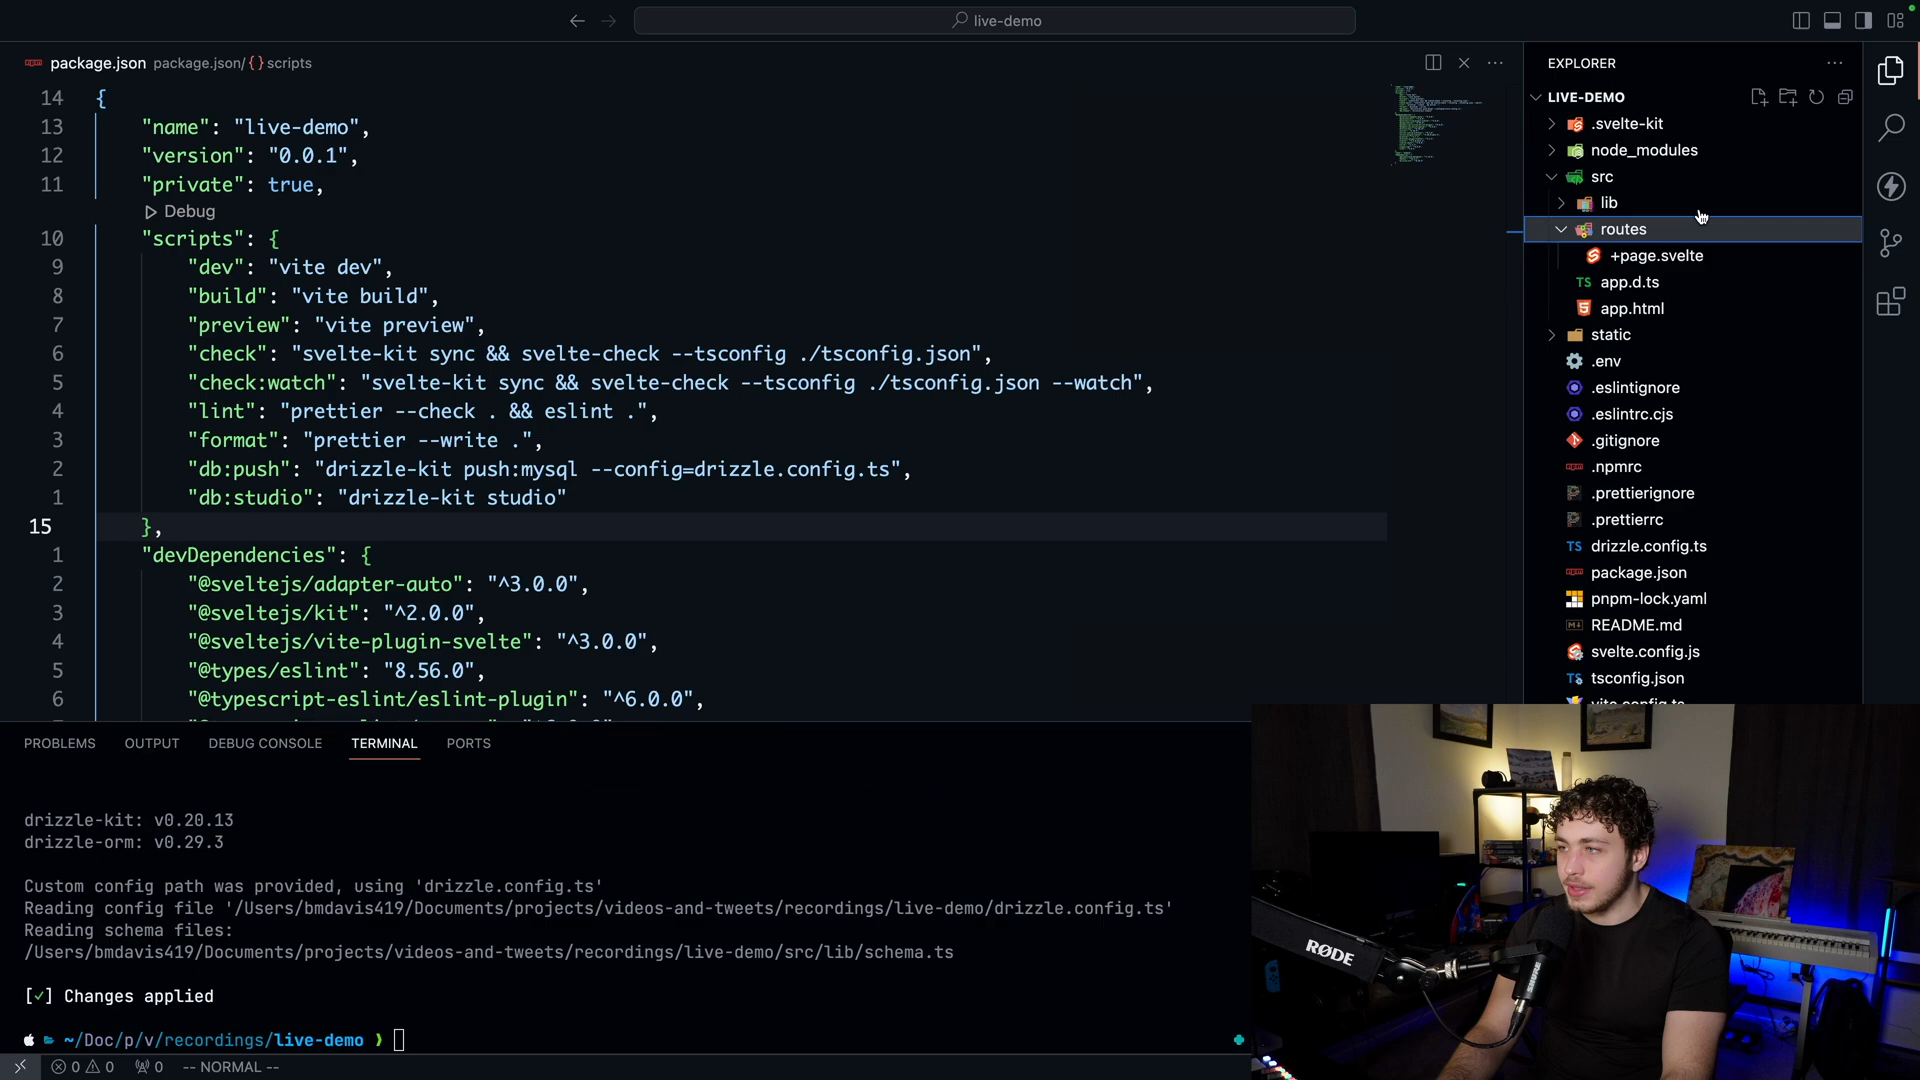 live-demo
package.json package.json/{}scripts
14 {
13 "name": "live-demo",
12 "version": "0.0.1",
11 "private": true,
Debug
10 "scripts": {
9 "dev": "vite dev",
8 "build": "vite build",
7 "preview": "vite preview",
6 "check": "svelte-kit sync && svelte-check --tsconfig ./tsconfig.json",
5 "check:watch": "svelte-kit sync && svelte-check --tsconfig ./tsconfig.json --watch",
4 "lint": "prettier --check . && eslint .",
3 "format": "prettier --write .",
2 "db:push": "drizzle-kit push:mysql --config=drizzle.config.ts",
1 "db:studio": "drizzle-kit studio"
15 },
1 "devDependencies": {
2 "@sveltejs/adapter-auto": "^3.0.0",
3 "@sveltejs/kit": "^2.0.0",
4 "@sveltejs/vite-plugin-svelte": "^3.0.0",
5 "@types/eslint": "8.56.0",
6 "@typescript-eslint/eslint-plugin": "^6.0.0",
EXPLORER
LIVE-DEMO
.svelte-kit
node_modules
src
lib
routes
+page.svelte
TS app.d.ts
app.html
static
.env
.eslintignore
.eslintrc.cjs
.gitignore
.npmrc
.prettierignore
.prettierrc
TS drizzle.config.ts
package.json
pnpm-lock.yaml
README.md
svelte.config.js
tsconfig.json
vite.config.ts
PROBLEMS OUTPUT DEBUG CONSOLE TERMINAL PORTS
drizzle-kit: v0.20.13
drizzle-orm: v0.29.3
Custom config path was provided, using 'drizzle.config.ts'
Reading config file '/Users/bmdavis419/Documents/projects/videos-and-tweets/recordings/live-demo/drizzle.config.ts'
Reading schema files:
/Users/bmdavis419/Documents/projects/videos-and-tweets/recordings/live-demo/src/lib/schema.ts
[✓] Changes applied
~/Doc/p/v/recordings/live-demo ❯
0 0 0 -- NORMAL --
RØDE
SHURE